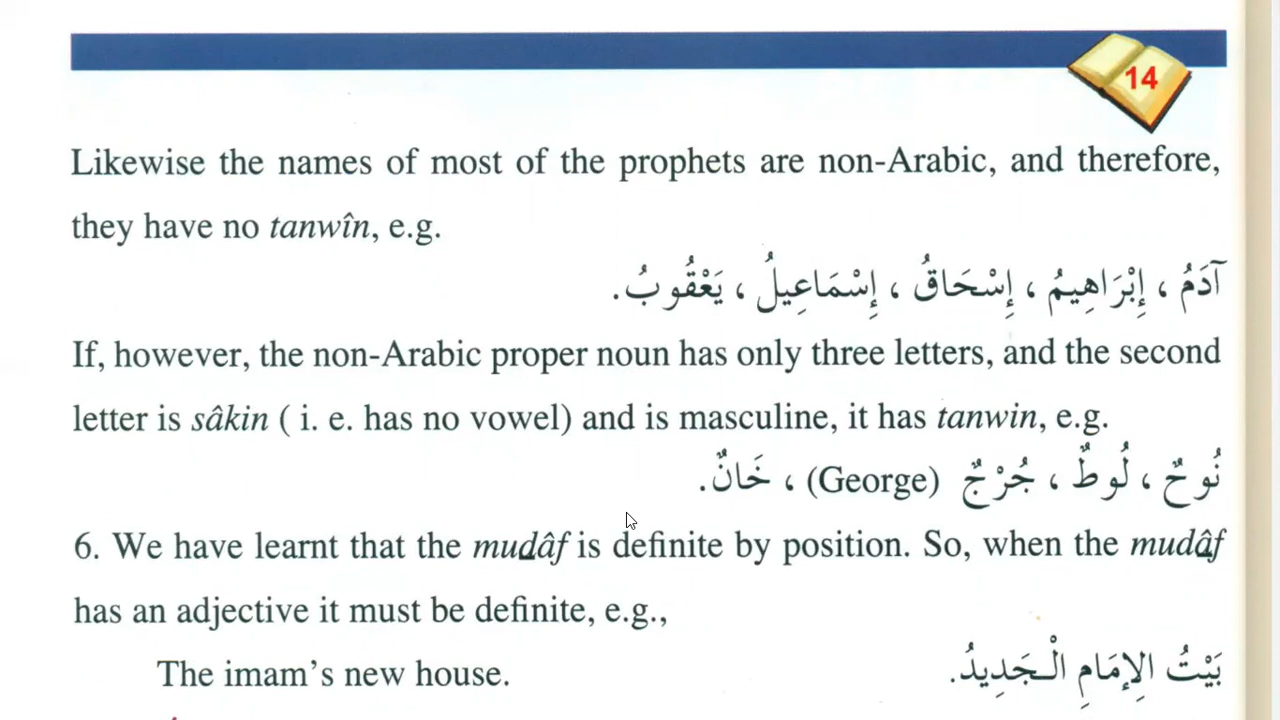 14
Likewise the names of most of the prophets are non-Arabic, and therefore,
they have no tanwîn, e.g.
آدَمُ ، إِبْرَاهِيمُ ، إِسْحَاقُ ، إِسْمَاعِيلُ ، يَعْقُوبُ.
If, however, the non-Arabic proper noun has only three letters, and the second
letter is sâkin ( i. e. has no vowel) and is masculine, it has tanwin, e.g.
نُوحٌ ، لُوطٌ ، جُرْجٌ (George) ، خَانٌ.
6. We have learnt that the mudâf is definite by position. So, when the mudâf
has an adjective it must be definite, e.g.,
The imam's new house. بَيْتُ الإِمَامِ الْجَدِيدُ.